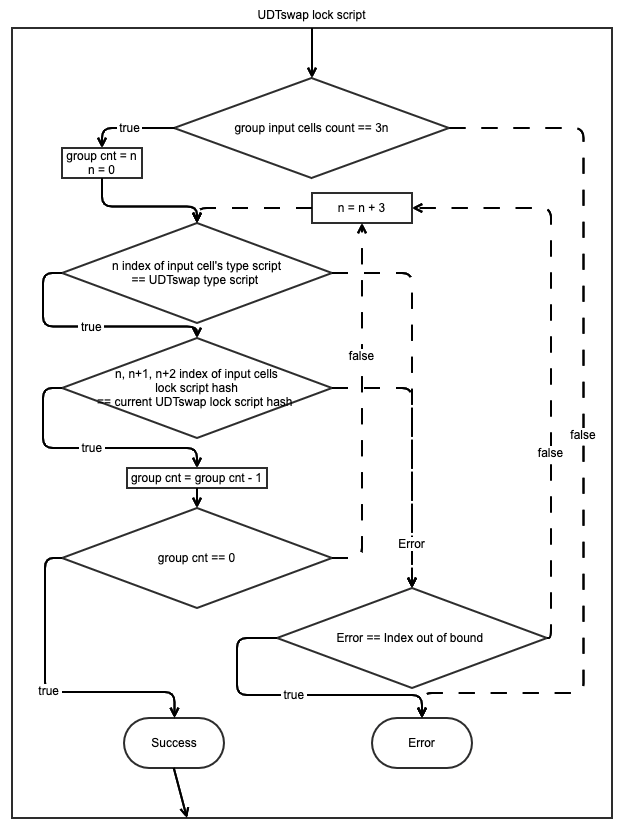 UDTswap lock script
group input cells count == 3n
true
group cnt = n
n = 0
n = n + 3
n index of input cell's type script
== UDTswap type script
true
false
n, n+1, n+2 index of input cells
lock script hash
== current UDTswap lock script hash
false
true
false
group cnt = group cnt - 1
Error
group cnt == 0
Error == Index out of bound
true
true
Success
Error